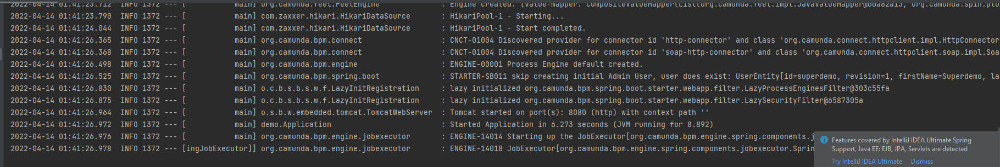 2022-04-14 01:41:23.712  INFO 1372 --- [           main] org.camunda.feel.FeelEngine              : Engine created. [value-mapper: CompositeValueMapper(List(org.camunda.feel.impl.JavaValueMapper@66a82a13, org.camunda.spin.plu
2022-04-14 01:41:23.790  INFO 1372 --- [           main] com.zaxxer.hikari.HikariDataSource       : HikariPool-1 - Starting...
2022-04-14 01:41:24.044  INFO 1372 --- [           main] com.zaxxer.hikari.HikariDataSource       : HikariPool-1 - Start completed.
2022-04-14 01:41:26.365  INFO 1372 --- [           main] org.camunda.bpm.connect                  : CNCT-01004 Discovered provider for connector id 'http-connector' and class 'org.camunda.connect.httpclient.impl.HttpConnector
2022-04-14 01:41:26.368  INFO 1372 --- [           main] org.camunda.bpm.connect                  : CNCT-01004 Discovered provider for connector id 'soap-http-connector' and class 'org.camunda.connect.httpclient.soap.impl.Soa
2022-04-14 01:41:26.498  INFO 1372 --- [           main] org.camunda.bpm.engine                   : ENGINE-00001 Process Engine default created.
2022-04-14 01:41:26.525  INFO 1372 --- [           main] org.camunda.bpm.spring.boot              : STARTER-SB011 skip creating initial Admin User, user does exist: UserEntity[id=superdemo, revision=1, firstName=Superdemo, la
2022-04-14 01:41:26.830  INFO 1372 --- [           main] o.c.b.s.b.s.w.f.LazyInitRegistration     : lazy initialized org.camunda.bpm.spring.boot.starter.webapp.filter.LazyProcessEnginesFilter@303c55fa
2022-04-14 01:41:26.875  INFO 1372 --- [           main] o.c.b.s.b.s.w.f.LazyInitRegistration     : lazy initialized org.camunda.bpm.spring.boot.starter.webapp.filter.LazySecurityFilter@6587305a
2022-04-14 01:41:26.964  INFO 1372 --- [           main] o.s.b.w.embedded.tomcat.TomcatWebServer  : Tomcat started on port(s): 8080 (http) with context path ''
2022-04-14 01:41:26.972  INFO 1372 --- [           main] demo.Application                         : Started Application in 6.273 seconds (JVM running for 8.892)
2022-04-14 01:41:26.976  INFO 1372 --- [           main] org.camunda.bpm.engine.jobexecutor       : ENGINE-14014 Starting up the JobExecutor[org.camunda.bpm.engine.spring.components.j
2022-04-14 01:41:26.978  INFO 1372 --- [ingJobExecutor]] org.camunda.bpm.engine.jobexecutor       : ENGINE-14018 JobExecutor[org.camunda.bpm.engine.spring.components.jobexecutor.Sprin
Features covered by IntelliJ IDEA Ultimate Spring
Support, Java EE: EJB, JPA, Servlets are detected
Try IntelliJ IDEA Ultimate  Dismiss